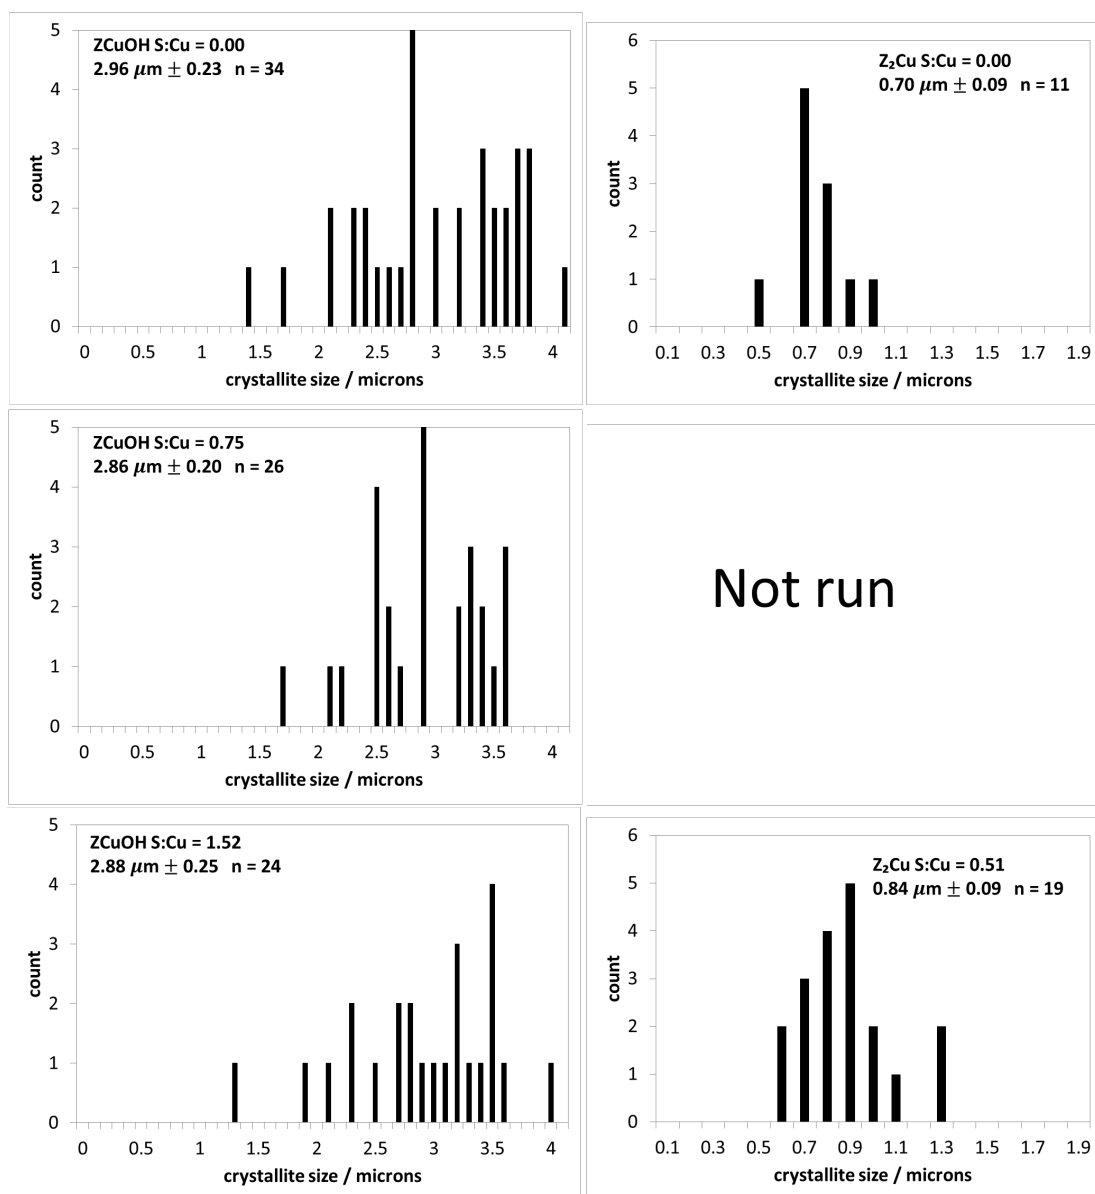 ZCuOH S:Cu = 0.00
2.96 𝜇m ± 0.23 n = 34
5
4
3
2
1
0
count
0 0.5 1 1.5 2 2.5 3 3.5 4
crystallite size / microns
Z₂Cu S:Cu = 0.00
0.70 𝜇m ± 0.09 n = 11
6
5
4
3
2
1
0
count
0.1 0.3 0.5 0.7 0.9 1.1 1.3 1.5 1.7 1.9
crystallite size / microns
ZCuOH S:Cu = 0.75
2.86 𝜇m ± 0.20 n = 26
5
4
3
2
1
0
count
0 0.5 1 1.5 2 2.5 3 3.5 4
crystallite size / microns
Not run
ZCuOH S:Cu = 1.52
2.88 𝜇m ± 0.25 n = 24
5
4
3
2
1
0
count
0 0.5 1 1.5 2 2.5 3 3.5 4
crystallite size / microns
Z₂Cu S:Cu = 0.51
0.84 𝜇m ± 0.09 n = 19
6
5
4
3
2
1
0
count
0.1 0.3 0.5 0.7 0.9 1.1 1.3 1.5 1.7 1.9
crystallite size / microns